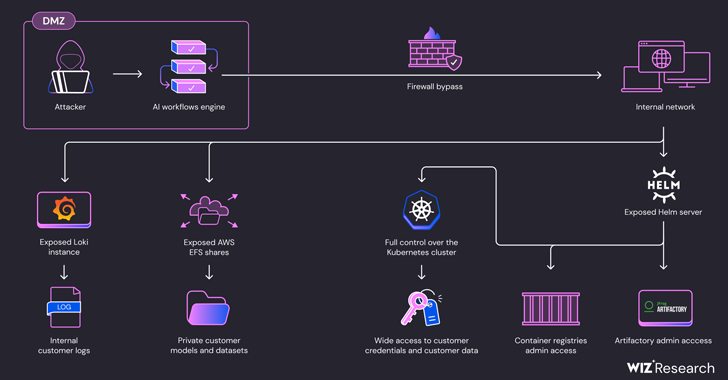 DMZ
Attacker
AI workflows engine
Firewall bypass
Internal network
HELM
Exposed Loki
instance
Exposed AWS
EFS shares
Full control over the
Kubernetes cluster
Exposed Helm server
LOG
Internal
customer logs
Private customer
models and datasets
Wide access to customer
credentials and customer data
Container registries
admin access
JFrog
ARTIFACTORY
Artifactory admin acccess
WIZ Research